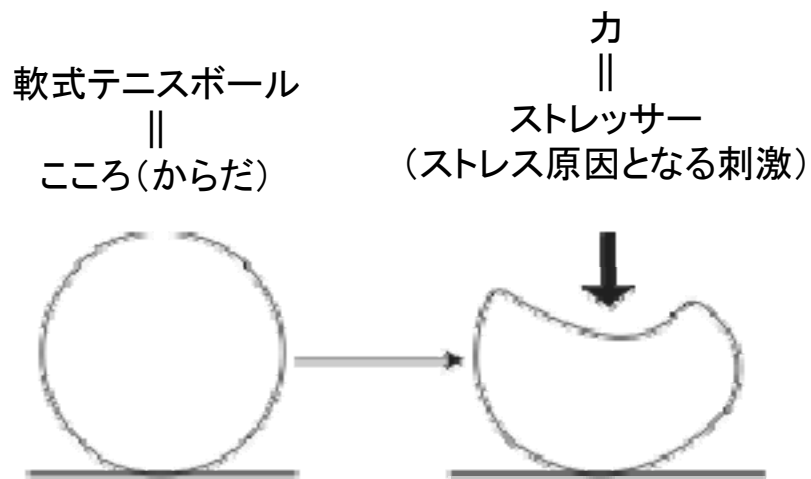 軟式テニスボール
||
こころ（からだ）
力
||
ストレッサー
（ストレス原因となる刺激）